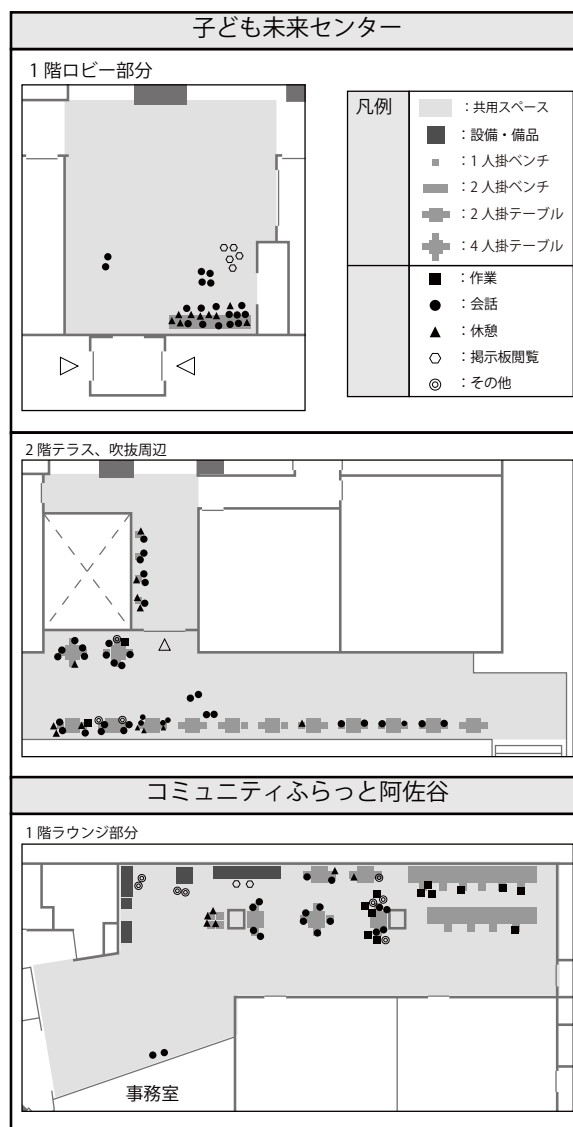 子ども未来センター
1 階ロビー部分
凡例
：共用スペース
：設備・備品
：1 人掛ベンチ
：2 人掛ベンチ
：2 人掛テーブル
：4 人掛テーブル
：作業
：会話
：休憩
：掲示板閲覧
：その他
2 階テラス、吹抜周辺
コミュニティふらっと阿佐谷
1 階ラウンジ部分
事務室